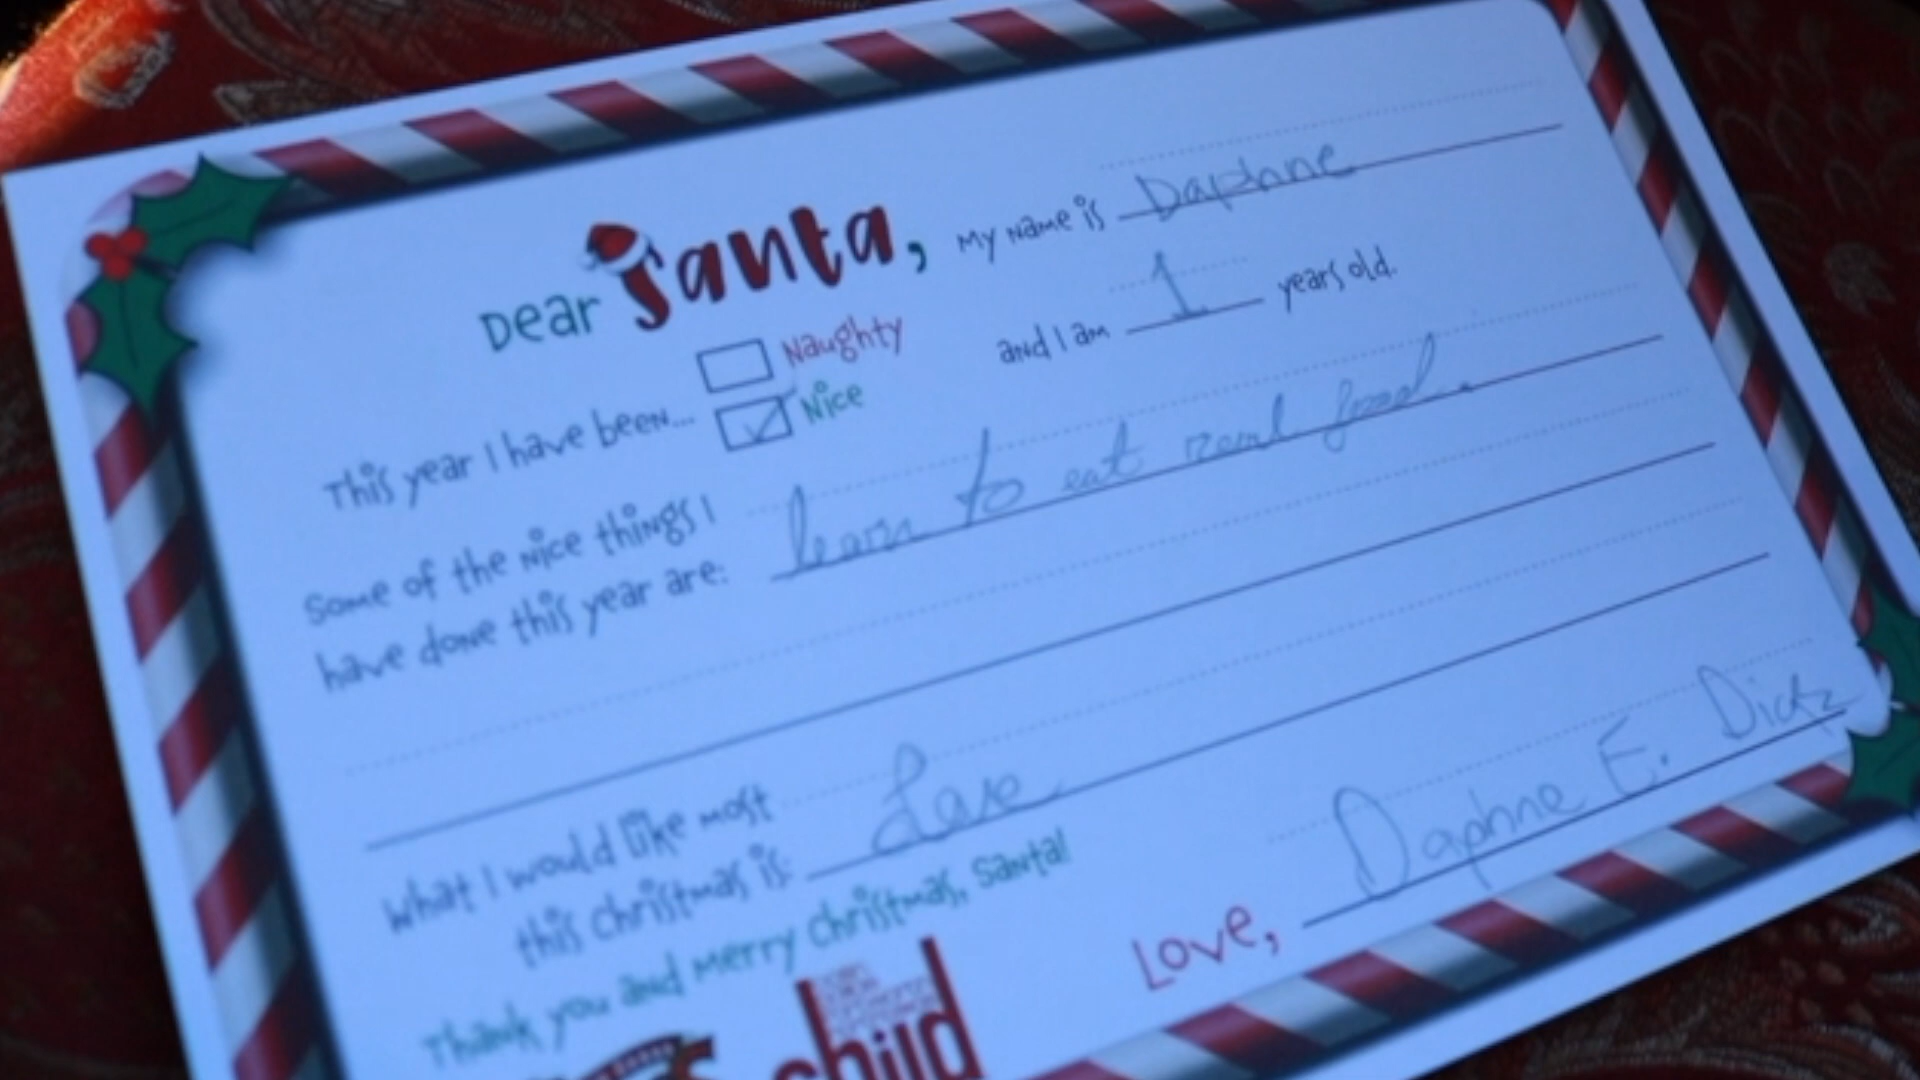 Dear Santa, My name is Daphne
and I am 1 years old.
This year I have been... Naughty
Nice
Some of the nice things I
have done this year are: learn to eat real food.
What I would like most
this christmas is: Love
Thank you and Merry christmas, Santa!
Love, Daphne E.
child